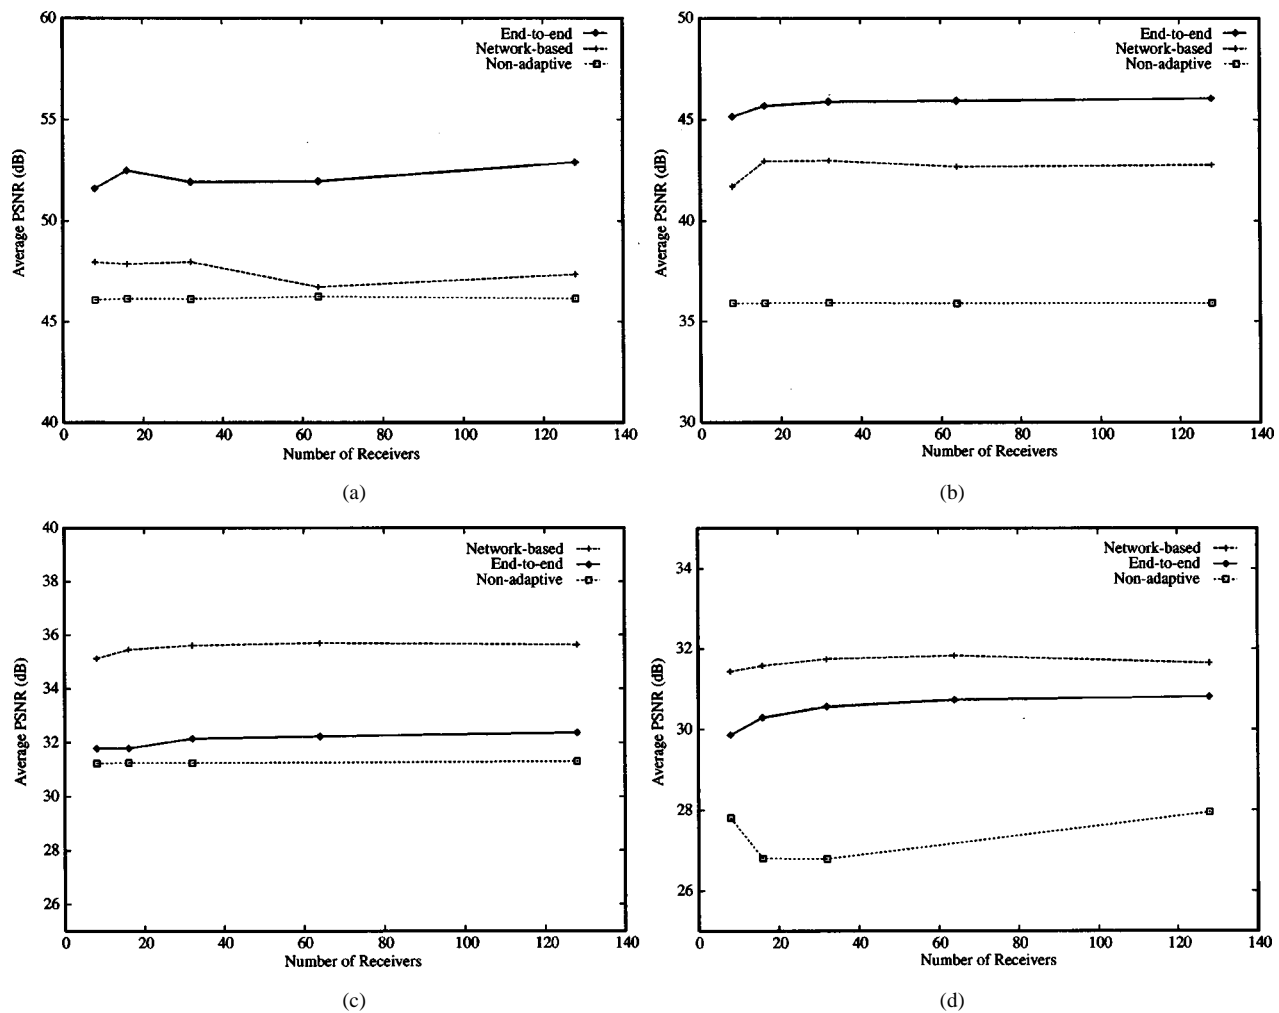 60
55
50
45
40
0 20 40 60 80 100 120 140
Average PSNR (dB)
Number of Receivers
End-to-end
Network-based
Non-adaptive
(a)
50
45
40
35
30
0 20 40 60 80 100 120 140
Average PSNR (dB)
Number of Receivers
End-to-end
Network-based
Non-adaptive
(b)
40
38
36
34
32
30
28
26
0 20 40 60 80 100 120 140
Average PSNR (dB)
Number of Receivers
Network-based
End-to-end
Non-adaptive
(c)
34
32
30
28
26
0 20 40 60 80 100 120 140
Average PSNR (dB)
Number of Receivers
Network-based
End-to-end
Non-adaptive
(d)